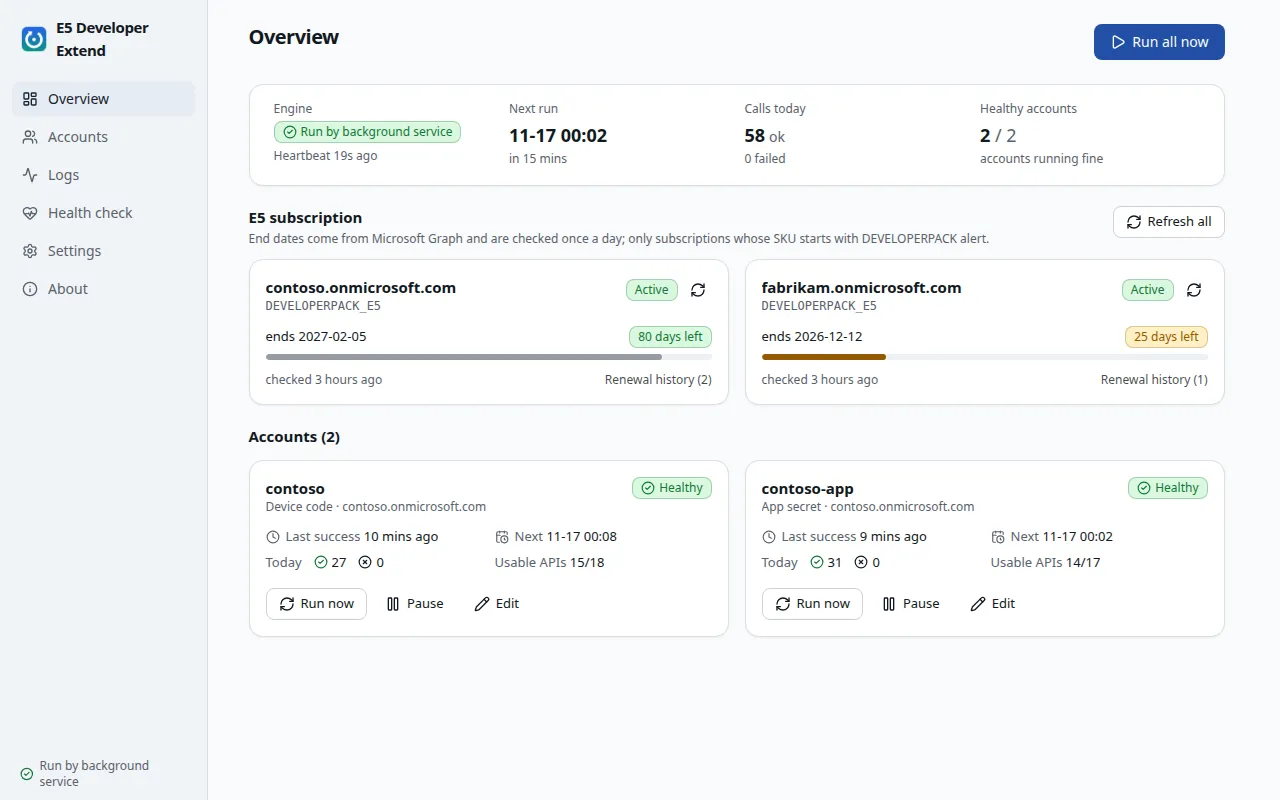 E5 Developer
Extend
Overview
Accounts
Logs
Health check
Settings
About
Run by background
service
Overview
Run all now
Engine
Run by background service
Heartbeat 19s ago
Next run
11-17 00:02
in 15 mins
Calls today
58 ok
0 failed
Healthy accounts
2 / 2
accounts running fine
E5 subscription
End dates come from Microsoft Graph and are checked once a day; only subscriptions whose SKU starts with DEVELOPERPACK alert.
Refresh all
contoso.onmicrosoft.com
Active
DEVELOPERPACK_E5
ends 2027-02-05
80 days left
checked 3 hours ago
Renewal history (2)
fabrikam.onmicrosoft.com
Active
DEVELOPERPACK_E5
ends 2026-12-12
25 days left
checked 3 hours ago
Renewal history (1)
Accounts (2)
contoso
Healthy
Device code · contoso.onmicrosoft.com
Last success 10 mins ago
Next 11-17 00:08
Today 27 0
Usable APIs 15/18
Run now
Pause
Edit
contoso-app
Healthy
App secret · contoso.onmicrosoft.com
Last success 9 mins ago
Next 11-17 00:02
Today 31 0
Usable APIs 14/17
Run now
Pause
Edit